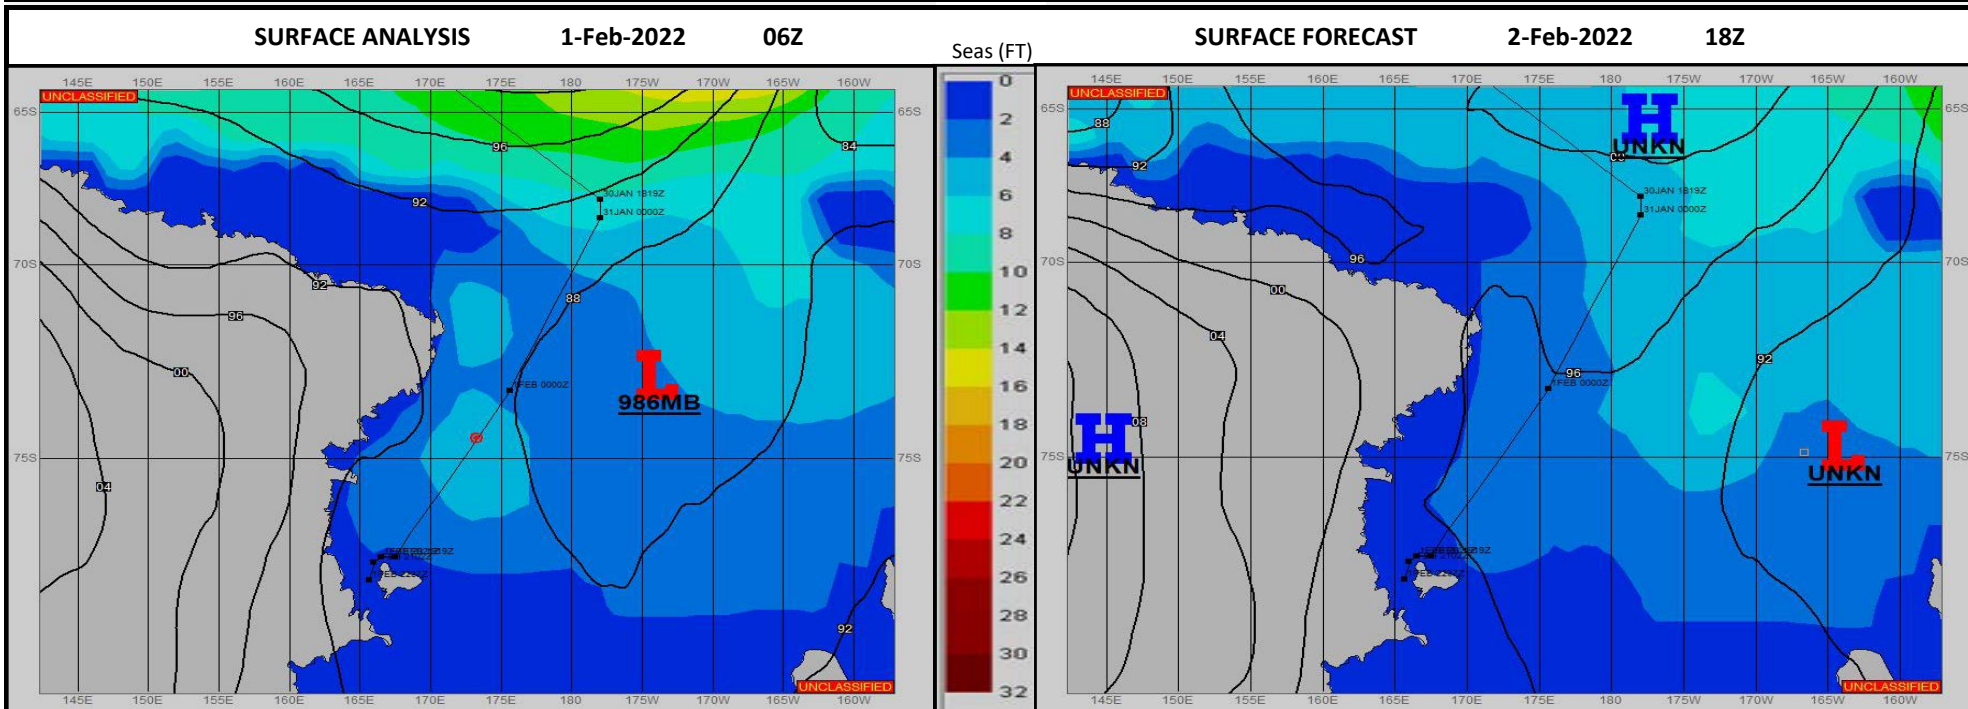 SURFACE ANALYSIS 1-Feb-2022 06Z
Seas (FT)
SURFACE FORECAST 2-Feb-2022 18Z
145E 150E 155E 160E 165E 170E 175E 180 175W 170W 165W 160W
UNCLASSIFIED
65S 65S
96
84
92
30JAN 1819Z
31JAN 0000Z
70S 70S
92
88
96
00
1FEB 0000Z
L
986MB
75S 75S
04
92
UNCLASSIFIED
145E 150E 155E 160E 165E 170E 175E 180 175W 170W 165W 160W
0
2
4
6
8
10
12
14
16
18
20
22
24
26
28
30
32
145E 150E 155E 160E 165E 170E 175E 180 175W 170W 165W 160W
UNCLASSIFIED
65S 65S
H
UNKN
88
92
30JAN 1819Z
31JAN 0000Z
70S 70S
96
00
04
92
96
1FEB 0000Z
08
H
UNKN
75S 75S
L
UNKN
UNCLASSIFIED
145E 150E 155E 160E 165E 170E 175E 180 175W 170W 165W 160W